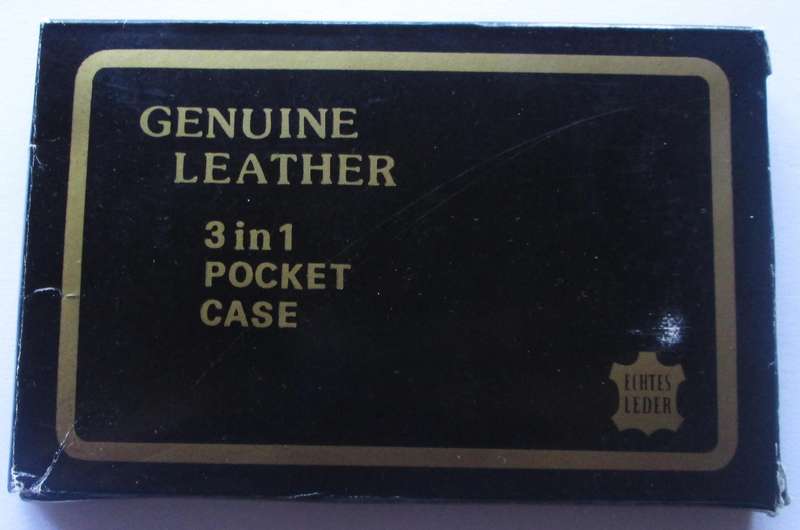 GENUINE
LEATHER
3 in 1
POCKET
CASE
ECHTES
LEDER